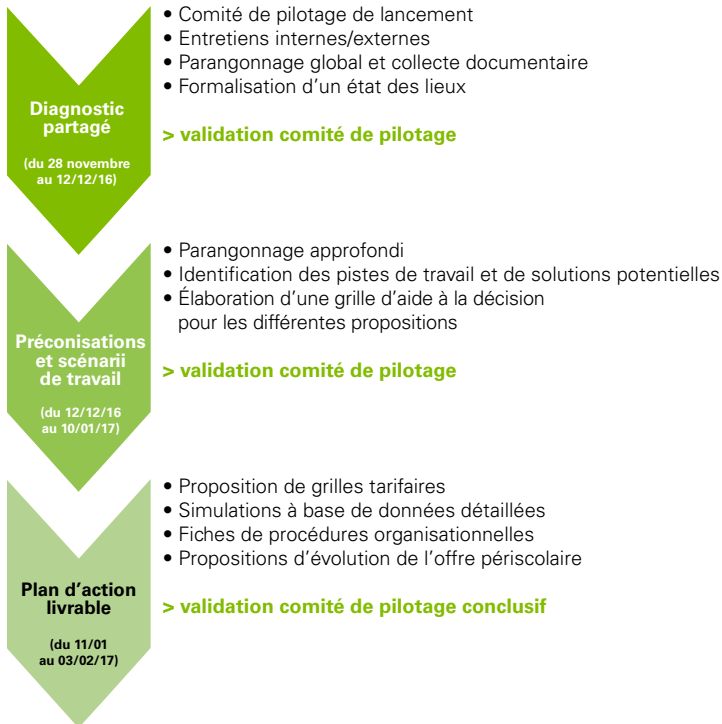 • Comité de pilotage de lancement
• Entretiens internes/externes
• Parangonnage global et collecte documentaire
• Formalisation d'un état des lieux
Diagnostic
partagé
> validation comité de pilotage
(du 28 novembre
au 12/12/16)
• Parangonnage approfondi
• Identification des pistes de travail et de solutions potentielles
• Élaboration d'une grille d'aide à la décision
pour les différentes propositions
Préconisations
et scénarii
de travail
> validation comité de pilotage
(du 12/12/16
au 10/01/17)
• Proposition de grilles tarifaires
• Simulations à base de données détaillées
• Fiches de procédures organisationnelles
• Propositions d'évolution de l'offre périscolaire
Plan d'action
livrable
> validation comité de pilotage conclusif
(du 11/01
au 03/02/17)